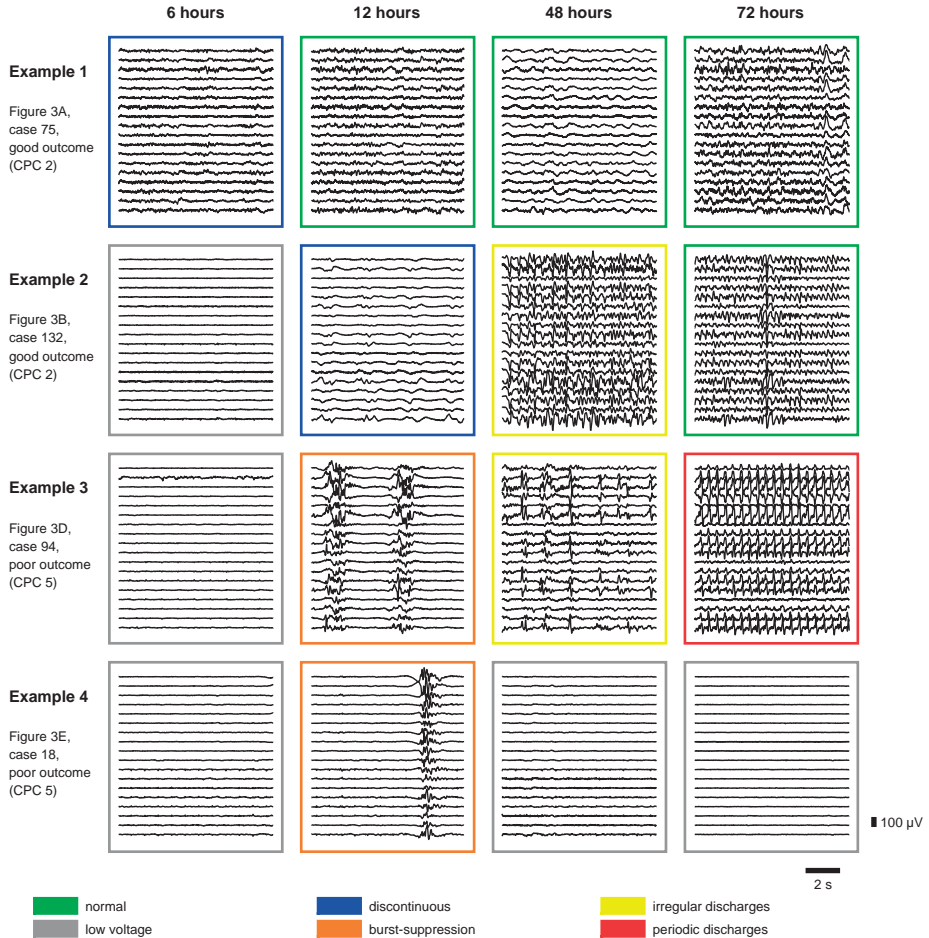 6 hours
12 hours
48 hours
72 hours
Example 1
Figure 3A,
case 75,
good outcome
(CPC 2)
Example 2
Figure 3B,
case 132,
good outcome
(CPC 2)
Example 3
Figure 3D,
case 94,
poor outcome
(CPC 5)
Example 4
Figure 3E,
case 18,
poor outcome
(CPC 5)
100 µV
2 s
normal
discontinuous
irregular discharges
low voltage
burst-suppression
periodic discharges